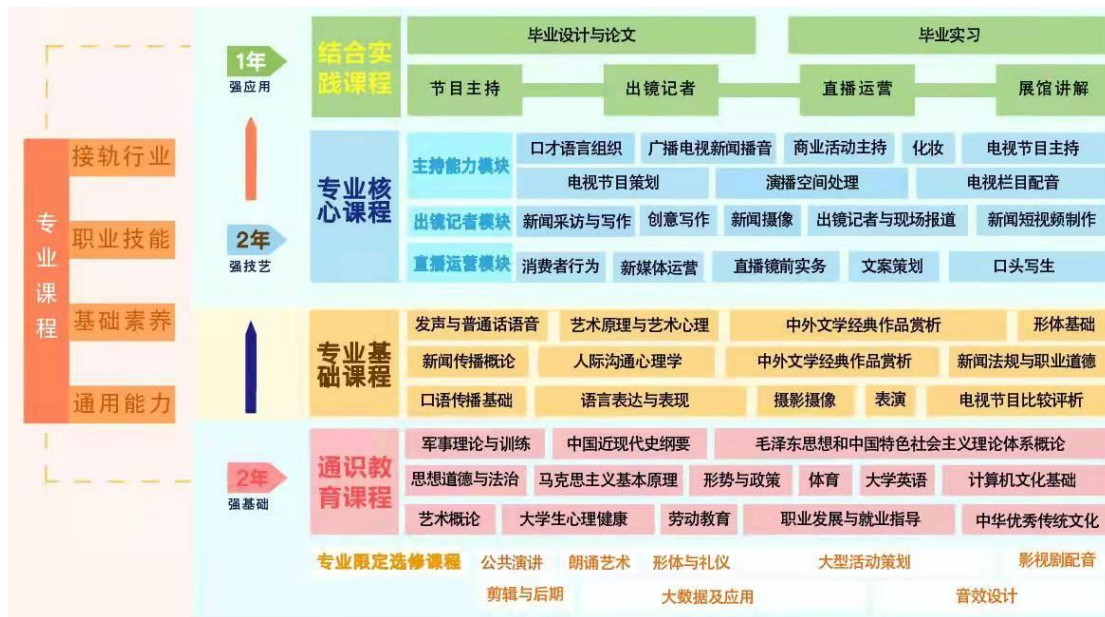 专业课程
接轨行业
职业技能
基础素养
通用能力
1年
强应用
2年
强技艺
2年
强基础
结合实
践课程
毕业设计与论文 毕业实习
节目主持 出镜记者 直播运营 展馆讲解
专业核
心课程
主持能力模块
口才语言组织 广播电视新闻播音 商业活动主持 化妆 电视节目主持
电视节目策划 演播空间处理 电视栏目配音
出镜记者模块 新闻采访与写作 创意写作 新闻摄像 出镜记者与现场报道 新闻短视频制作
直播运营模块 消费者行为 新媒体运营 直播镜前实务 文案策划 口头写生
专业基
础课程
发声与普通话语音 艺术原理与艺术心理 中外文学经典作品赏析 形体基础
新闻传播概论 人际沟通心理学 中外文学经典作品赏析 新闻法规与职业道德
口语传播基础 语言表达与表现 摄影摄像 表演 电视节目比较评析
通识教
育课程
军事理论与训练 中国近现代史纲要 毛泽东思想和中国特色社会主义理论体系概论
思想道德与法治 马克思主义基本原理 形势与政策 体育 大学英语 计算机文化基础
艺术概论 大学生心理健康 劳动教育 职业发展与就业指导 中华优秀传统文化
专业限定选修课程 公共演讲 朗诵艺术 形体与礼仪 大型活动策划 影视剧配音
剪辑与后期 大数据及应用 音效设计